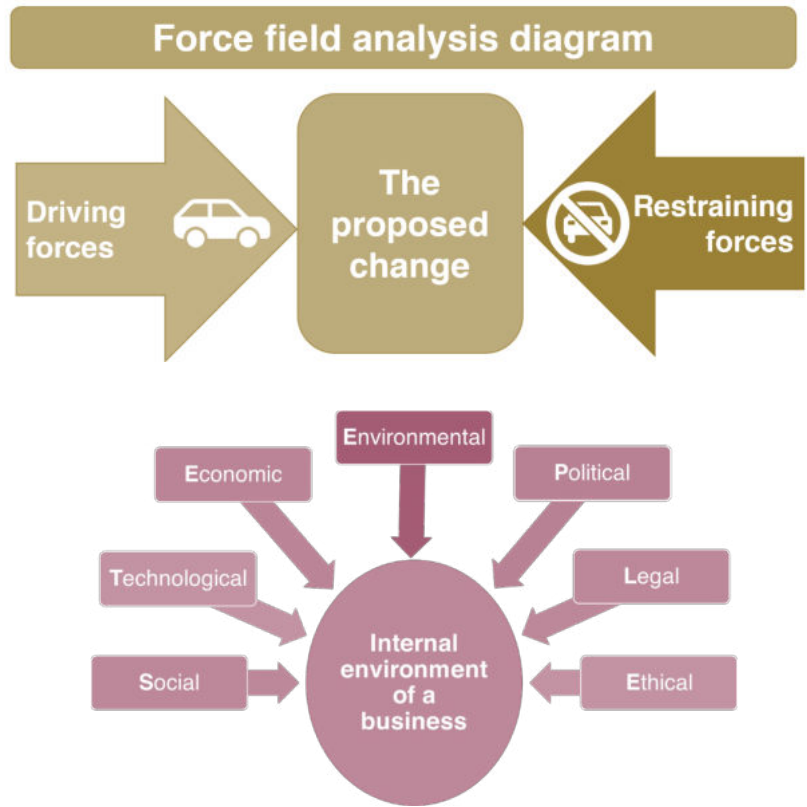 Force field analysis diagram
Driving
forces
The
proposed
change
Restraining
forces
Environmental
Economic
Political
Technological
Legal
Social
Ethical
Internal
environment
of a
business